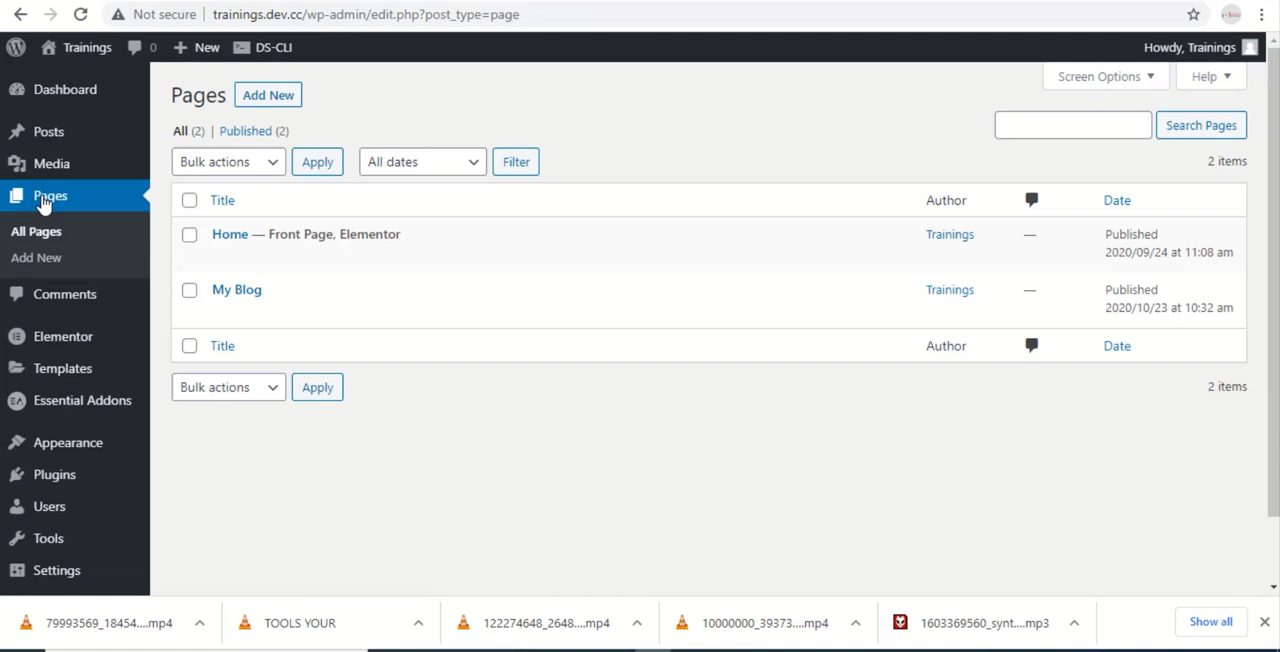 Not secure | trainings.dev.cc/wp-admin/edit.php?post_type=page
Trainings 0 New DS-CLI Howdy, Trainings
Dashboard
Posts
Media
Pages
All Pages
Add New
Comments
Elementor
Templates
Essential Addons
Appearance
Plugins
Users
Tools
Settings
Screen Options Help
Pages Add New
All (2) | Published (2)
Search Pages
Bulk actions Apply All dates Filter 2 items
Title Author Date
Home — Front Page, Elementor Trainings — Published
2020/09/24 at 11:08 am
My Blog Trainings — Published
2020/10/23 at 10:32 am
Title Author Date
Bulk actions Apply 2 items
79993569_18454....mp4 TOOLS YOUR 122274648_2648....mp4 10000000_39373....mp4 1603369560_synt....mp3 Show all